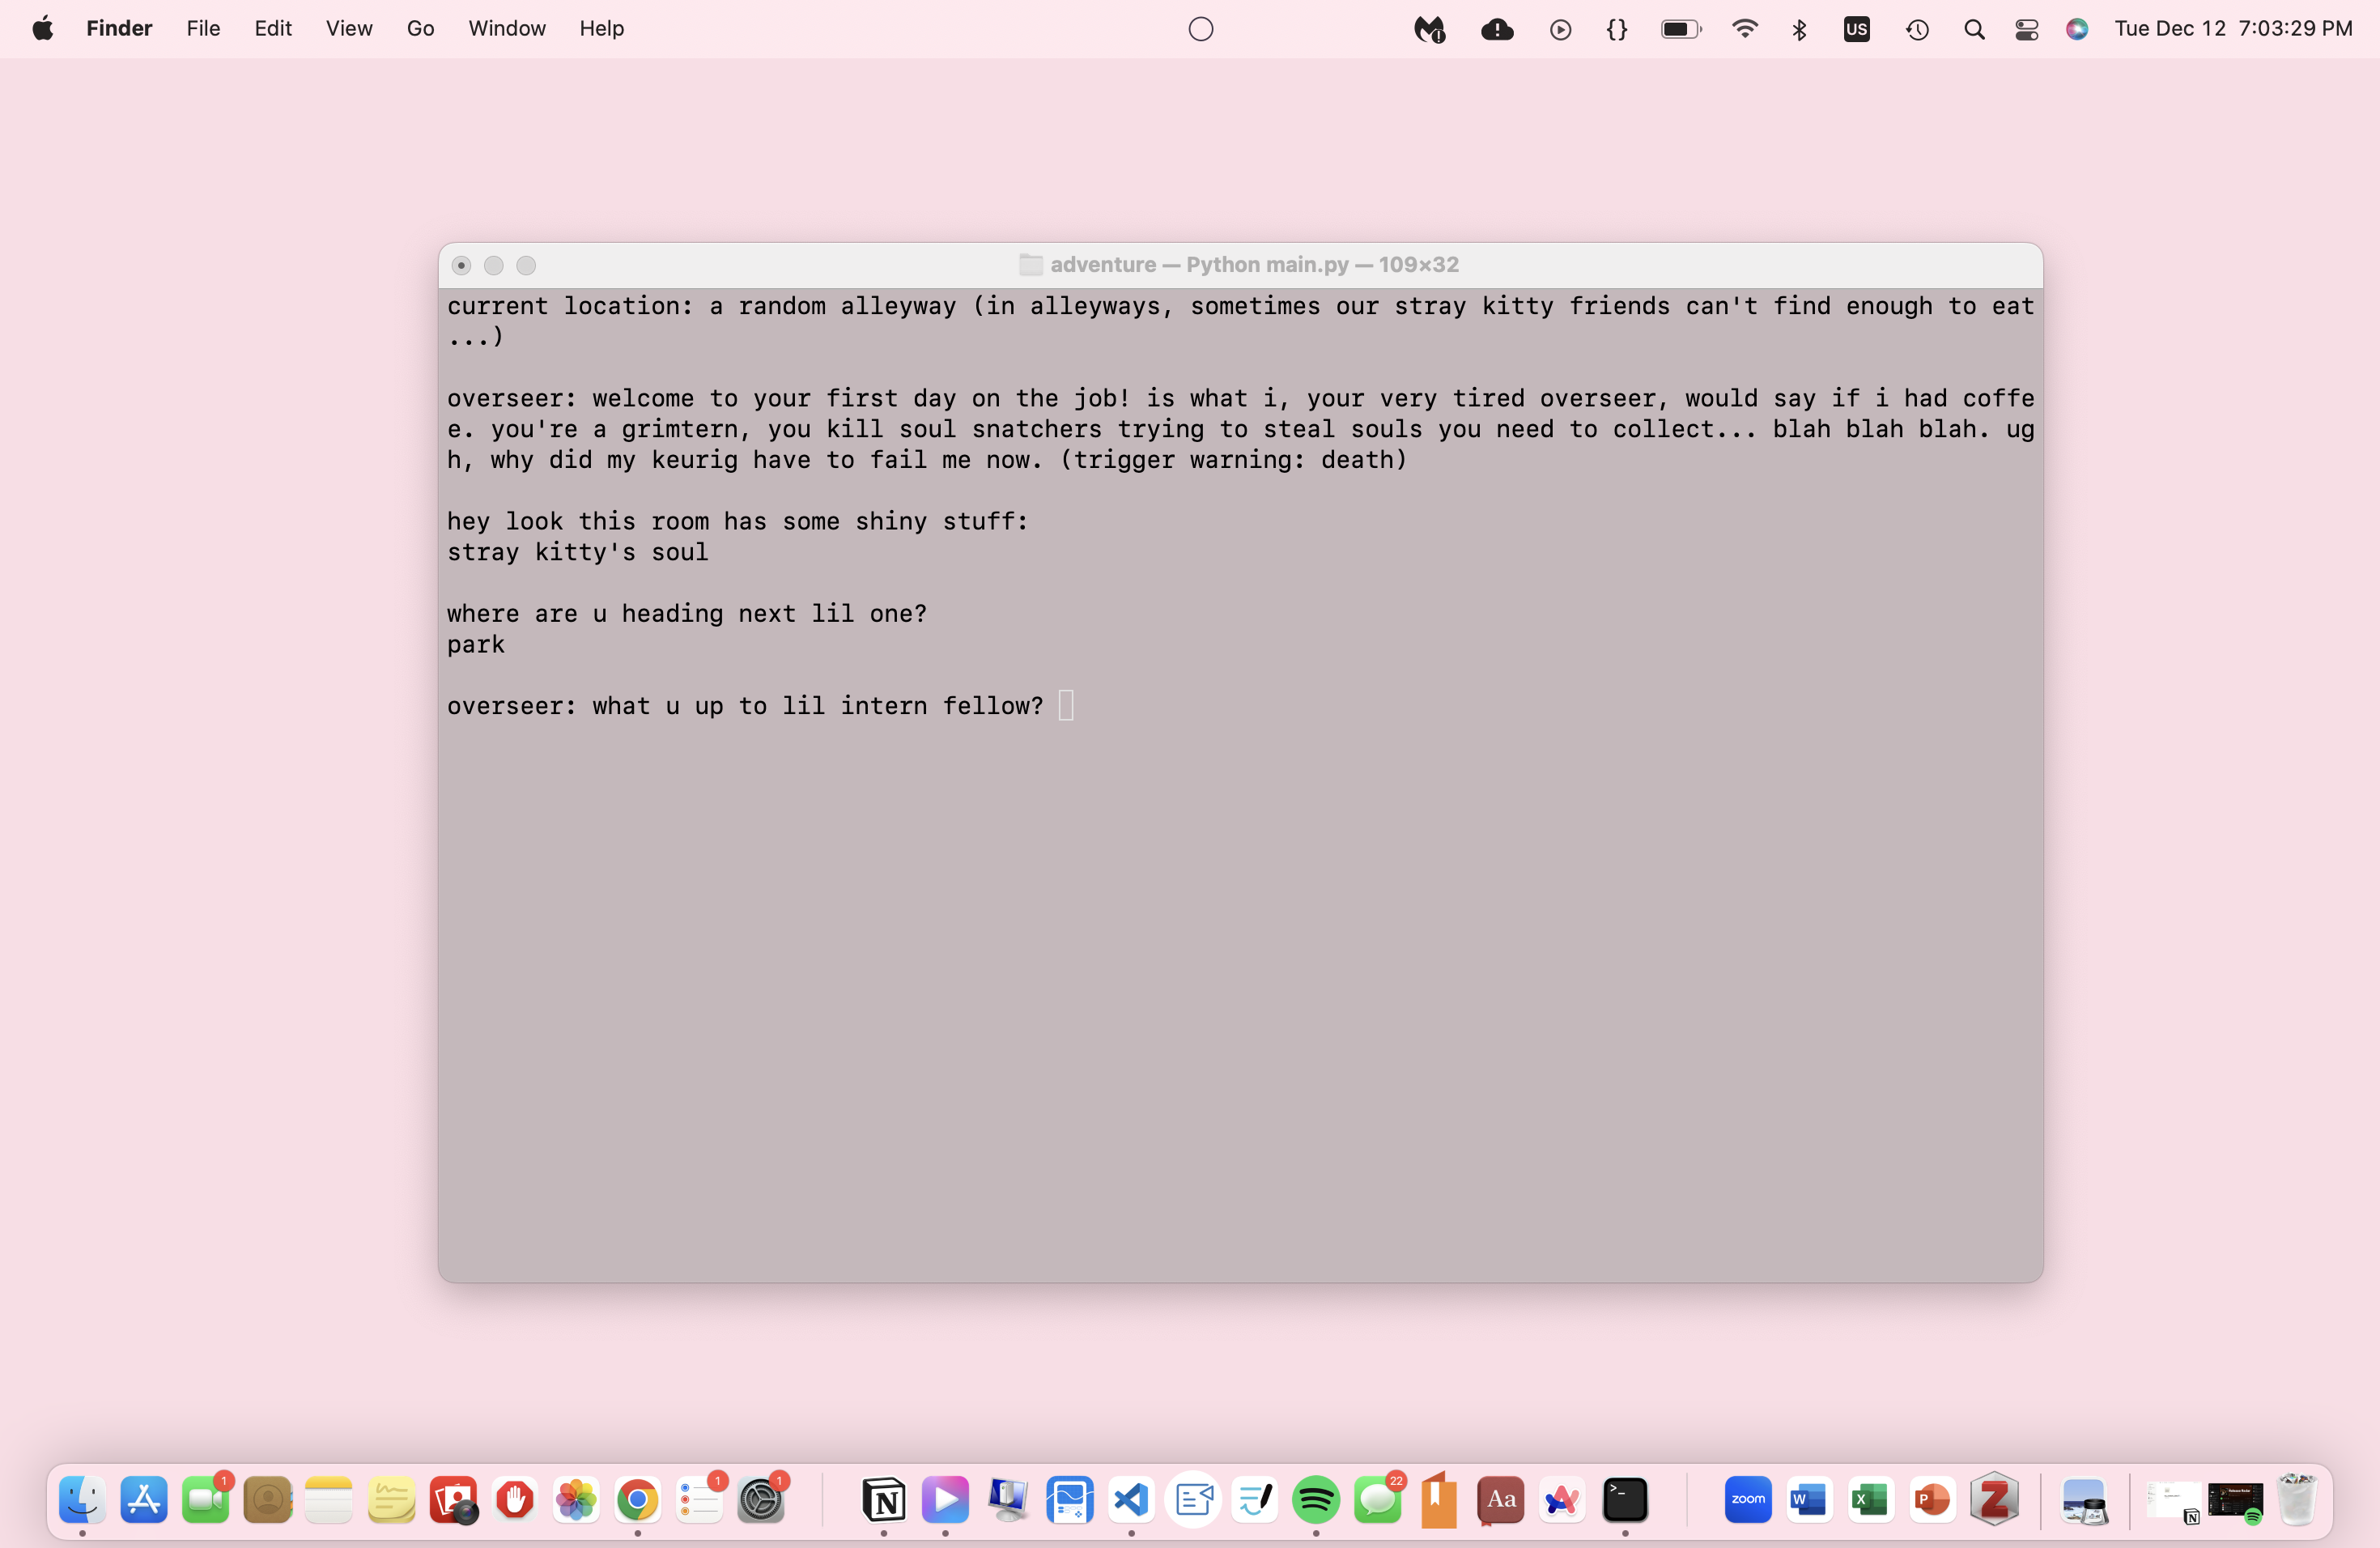 Finder File Edit View Go Window Help US Tue Dec 12 7:03:29 PM
adventure — Python main.py — 109×32
current location: a random alleyway (in alleyways, sometimes our stray kitty friends can't find enough to eat
...)
overseer: welcome to your first day on the job! is what i, your very tired overseer, would say if i had coffe
e. you're a grimtern, you kill soul snatchers trying to steal souls you need to collect... blah blah blah. ug
h, why did my keurig have to fail me now. (trigger warning: death)
hey look this room has some shiny stuff:
stray kitty's soul
where are u heading next lil one?
park
overseer: what u up to lil intern fellow?
1 1 1 N 22 Aa >_ zoom W X P Z N